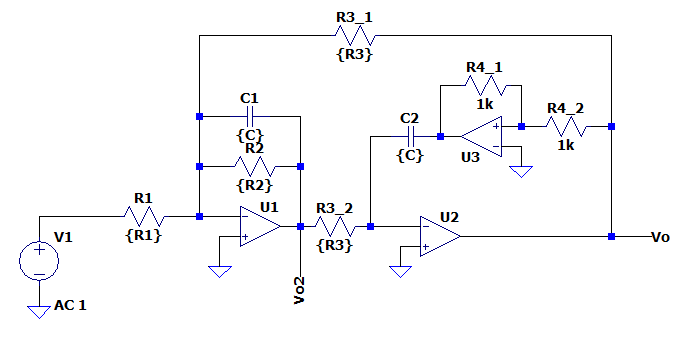 R3_1
{R3}
R4_1
1k
C1
{C}
C2
{C}
R4_2
1k
U3
R2
{R2}
R1
{R1}
U1
R3_2
{R3}
U2
V1
AC 1
Vo
Vo2